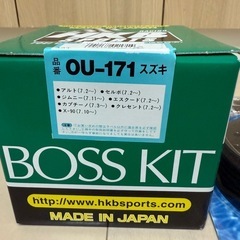 品番 OU-171 スズキ
•アルト(7.2〜) •セルボ(7.2〜)
•ジムニー(7.11〜) •エスクード(7.2〜)
•カプチーノ(7.3〜) •クレセント(7.2〜)
•X-90(7.10〜)
BOSS KIT
http://www.hkbsports.com
MADE IN JAPAN